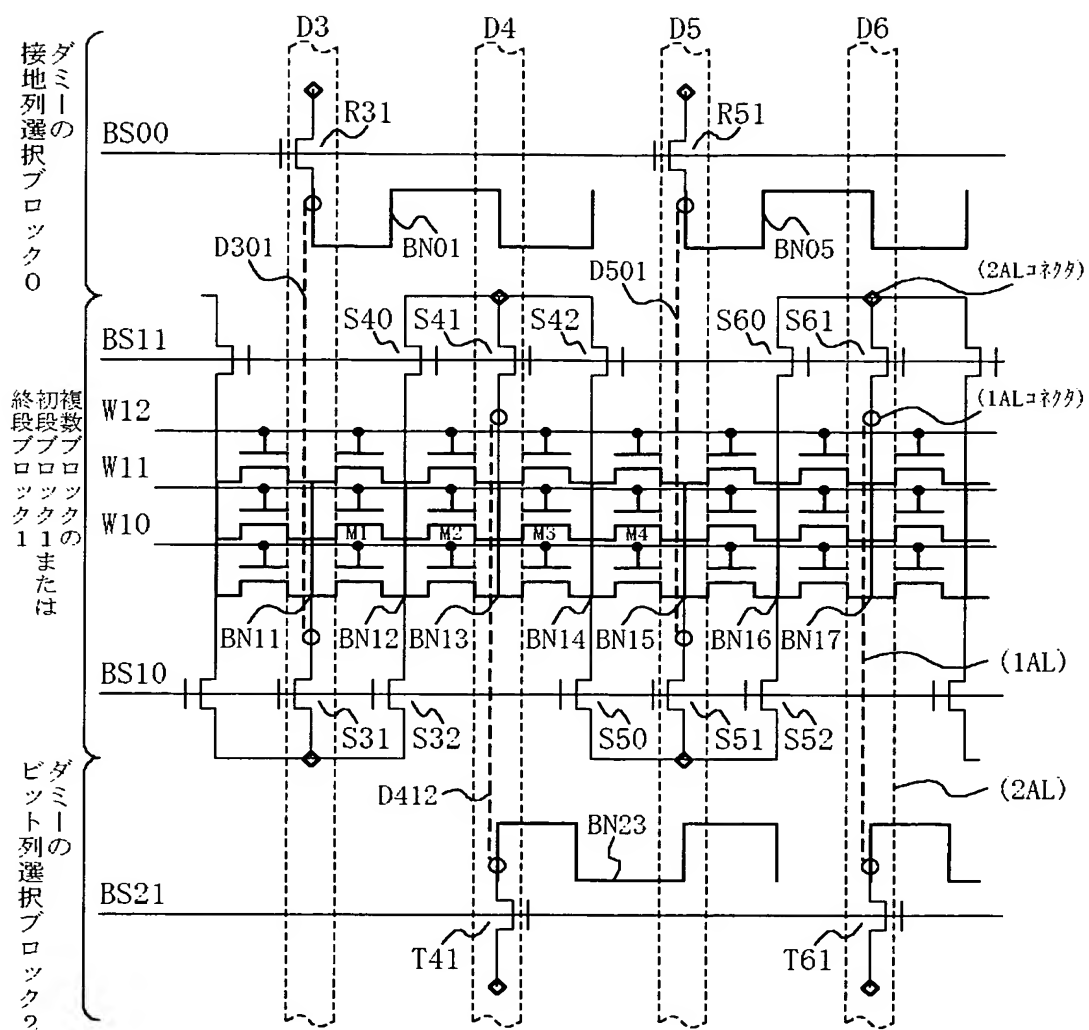 D3
D4
D5
D6
ダミーの
接地列選択ブロック0
BS00
R31
R51
BN01
BN05
D301
D501
(2ALコネクタ)
BS11
S40
S41
S42
S60
S61
(1ALコネクタ)
複数ブロックの
初段ブロック1または
終段ブロック1
W12
W11
W10
M1
M2
M3
M4
BN11
BN12
BN13
BN14
BN15
BN16
BN17
(1AL)
BS10
S31
S32
S50
S51
S52
(2AL)
ダミーの
ビット列選択ブロック2
D412
BN23
BS21
T41
T61